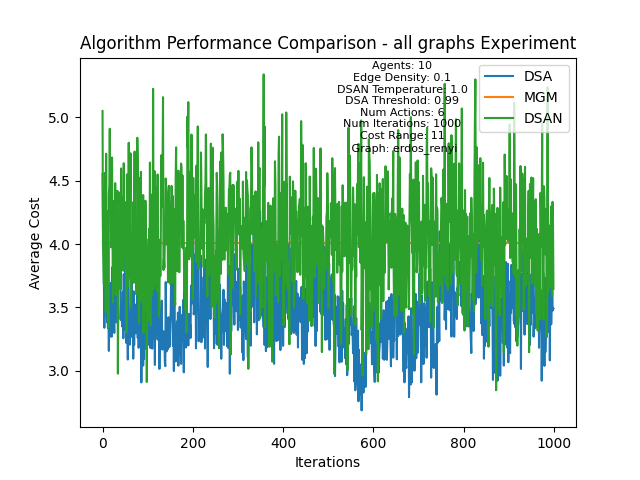 Algorithm Performance Comparison - all graphs Experiment
Agents: 10
Edge Density: 0.1
DSAN Temperature: 1.0
DSA Threshold: 0.99
Num Actions: 6
Num Iterations: 1000
Cost Range: 11
Graph: erdos_renyi
DSA
MGM
DSAN
Average Cost
5.0
4.5
4.0
3.5
3.0
0 200 400 600 800 1000
Iterations